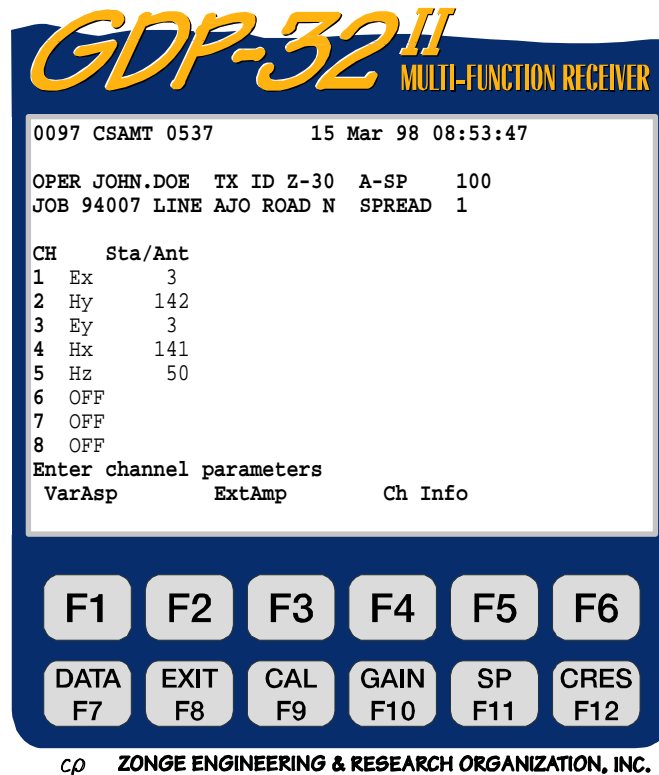 GDP-32 II
MULTI-FUNCTION RECEIVER
0097 CSAMT 0537 15 Mar 98 08:53:47
OPER JOHN.DOE TX ID Z-30 A-SP 100
JOB 94007 LINE AJO ROAD N SPREAD 1
CH Sta/Ant
1 Ex 3
2 Hy 142
3 Ey 3
4 Hx 141
5 Hz 50
6 OFF
7 OFF
8 OFF
Enter channel parameters
VarAsp ExtAmp Ch Info
F1 F2 F3 F4 F5 F6
DATA EXIT CAL GAIN SP CRES
F7 F8 F9 F10 F11 F12
cρ ZONGE ENGINEERING & RESEARCH ORGANIZATION, INC.